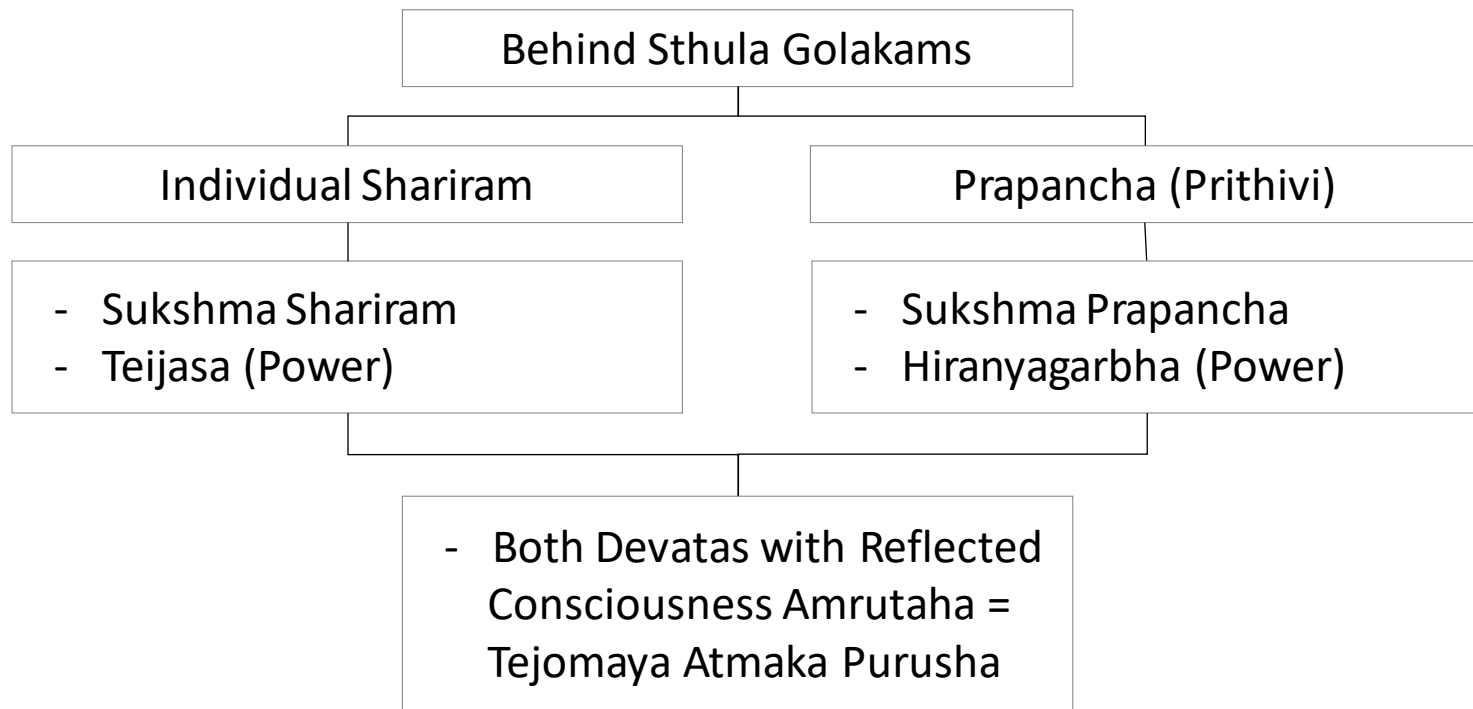 Behind Sthula Golakams
Individual Shariram
Prapancha (Prithivi)
- Sukshma Shariram
- Teijasa (Power)
- Sukshma Prapancha
- Hiranyagarbha (Power)
- Both Devatas with Reflected
Consciousness Amrutaha =
Tejomaya Atmaka Purusha